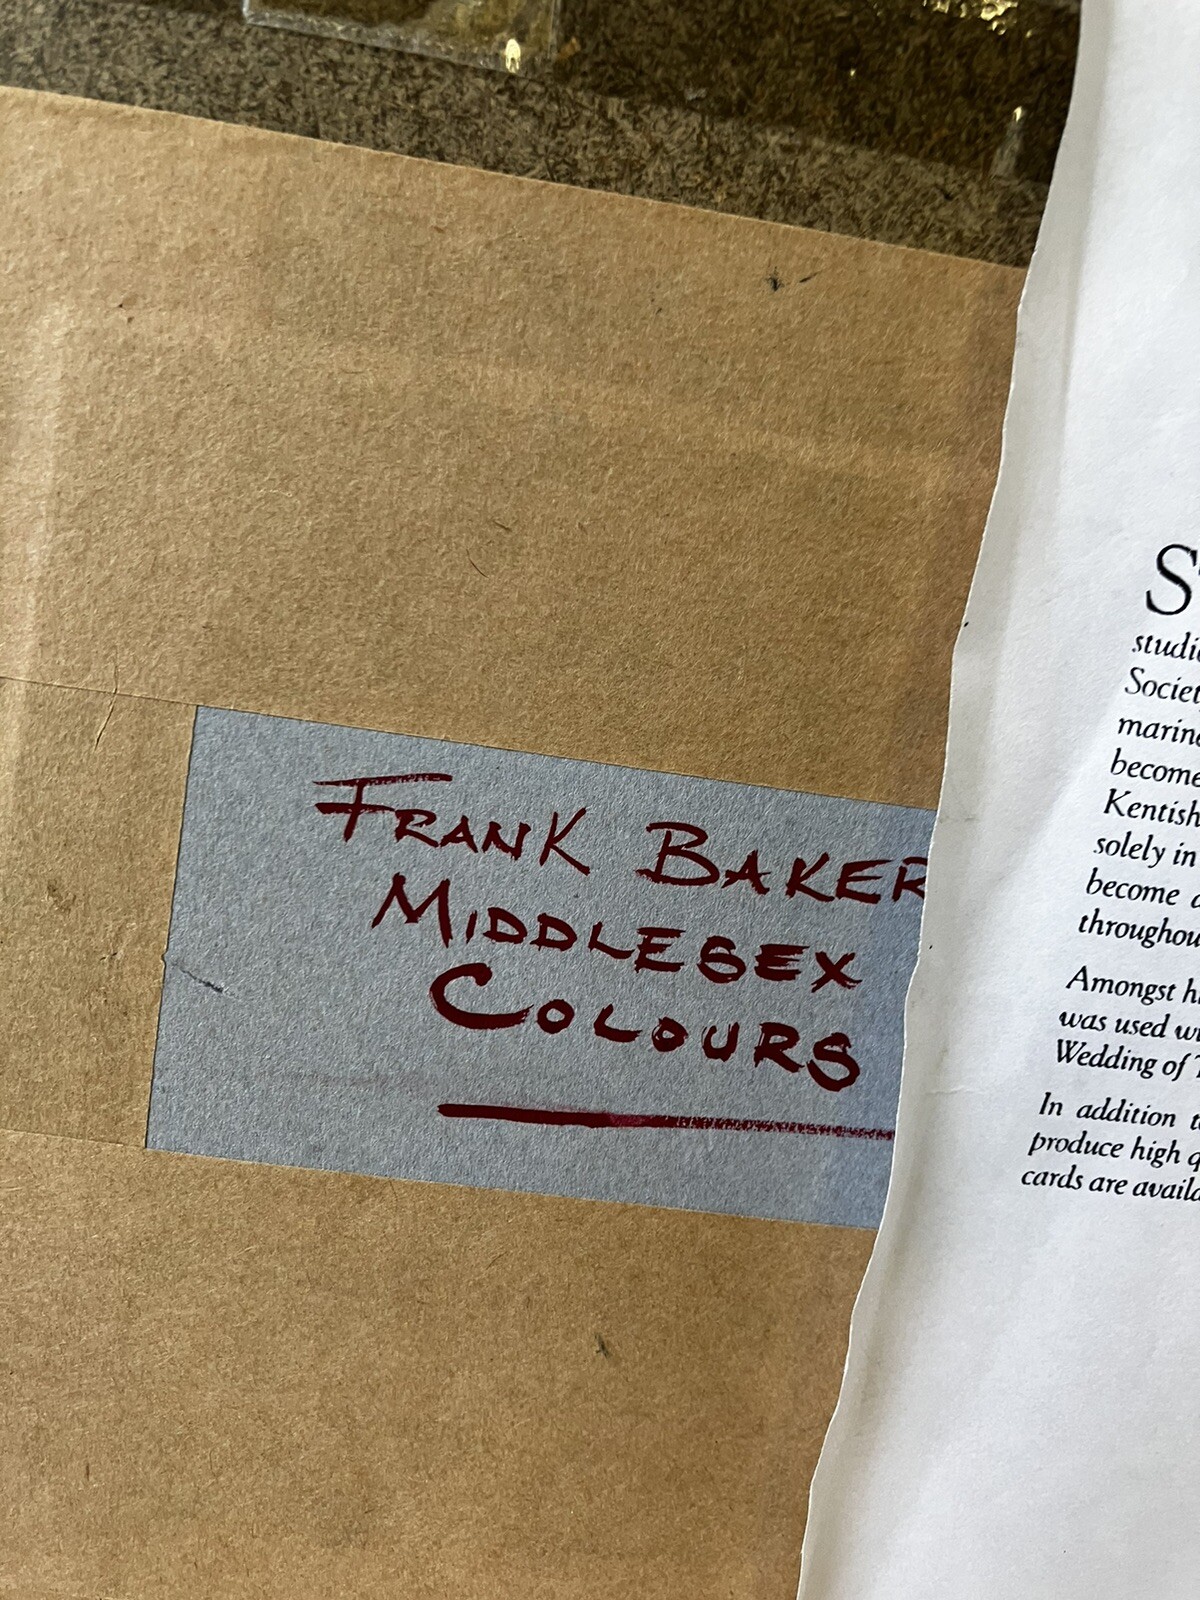 FRANK BAKER
MIDDLESEX
COLOURS
S
studi
Societ
marin
become
Kentish
solely in
become a
throughou
Amongst h
was used w
Wedding of T
In addition t
produce high q
cards are availa